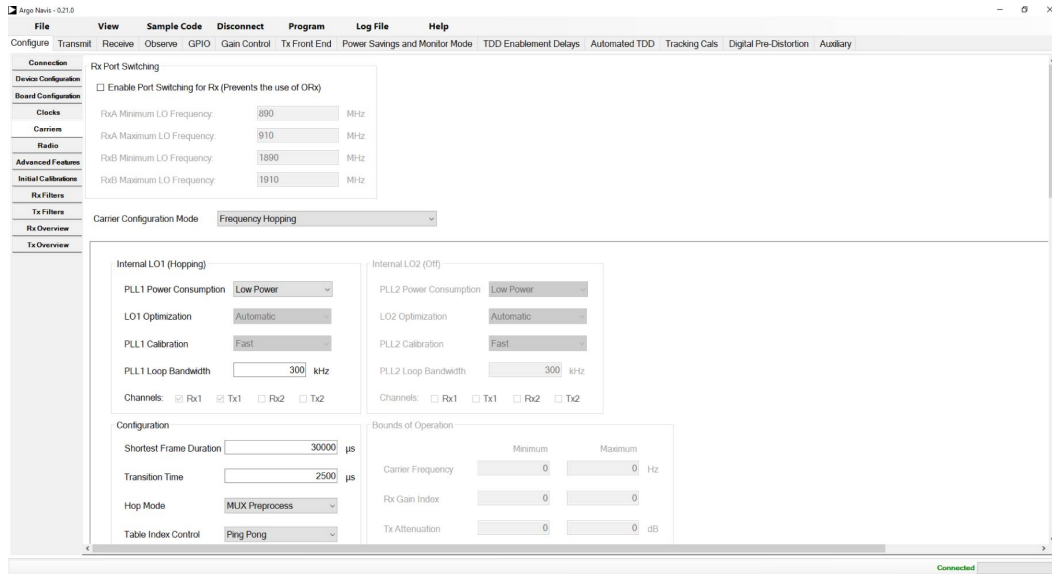 Argo Navis - 0.21.0
File View Sample Code Disconnect Program Log File Help
Configure Transmit Receive Observe GPIO Gain Control Tx Front End Power Savings and Monitor Mode TDD Enablement Delays Automated TDD Tracking Cals Digital Pre-Distortion Auxiliary
Connection
Device Configuration
Board Configuration
Clocks
Carriers
Radio
Advanced Features
Initial Calibrations
Rx Filters
Tx Filters
Rx Overview
Tx Overview
Rx Port Switching
Enable Port Switching for Rx (Prevents the use of ORx)
RxA Minimum LO Frequency: 890 MHz
RxA Maximum LO Frequency: 910 MHz
RxB Minimum LO Frequency: 1890 MHz
RxB Maximum LO Frequency: 1910 MHz
Carrier Configuration Mode Frequency Hopping
Internal LO1 (Hopping)
PLL1 Power Consumption Low Power
LO1 Optimization Automatic
PLL1 Calibration Fast
PLL1 Loop Bandwidth 300 kHz
Channels: Rx1 Tx1 Rx2 Tx2
Internal LO2 (Off)
PLL2 Power Consumption Low Power
LO2 Optimization Automatic
PLL2 Calibration Fast
PLL2 Loop Bandwidth 300 kHz
Channels: Rx1 Tx1 Rx2 Tx2
Configuration
Shortest Frame Duration 30000 μs
Transition Time 2500 μs
Hop Mode MUX Preprocess
Table Index Control Ping Pong
Bounds of Operation
Minimum Maximum
Carrier Frequency 0 0 Hz
Rx Gain Index 0 0
Tx Attenuation 0 0 dB
Connected